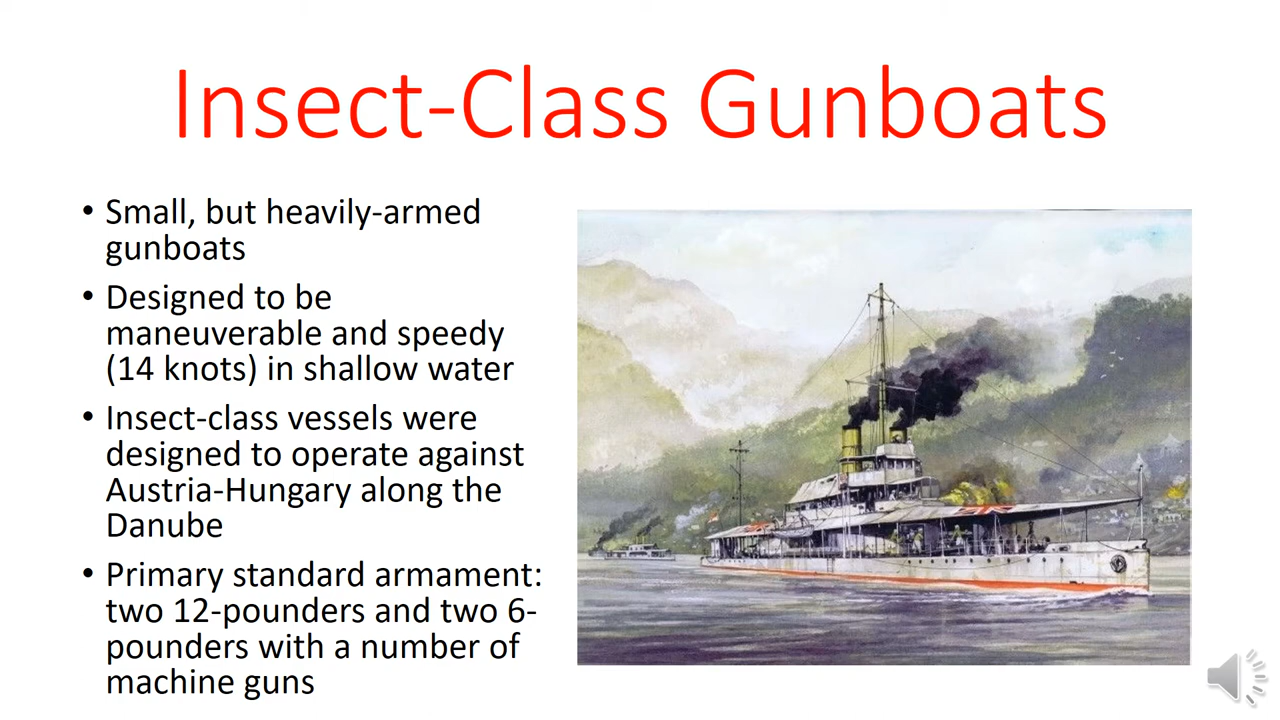 Insect-Class Gunboats
• Small, but heavily-armed
gunboats
• Designed to be
maneuverable and speedy
(14 knots) in shallow water
• Insect-class vessels were
designed to operate against
Austria-Hungary along the
Danube
• Primary standard armament:
two 12-pounders and two 6-
pounders with a number of
machine guns